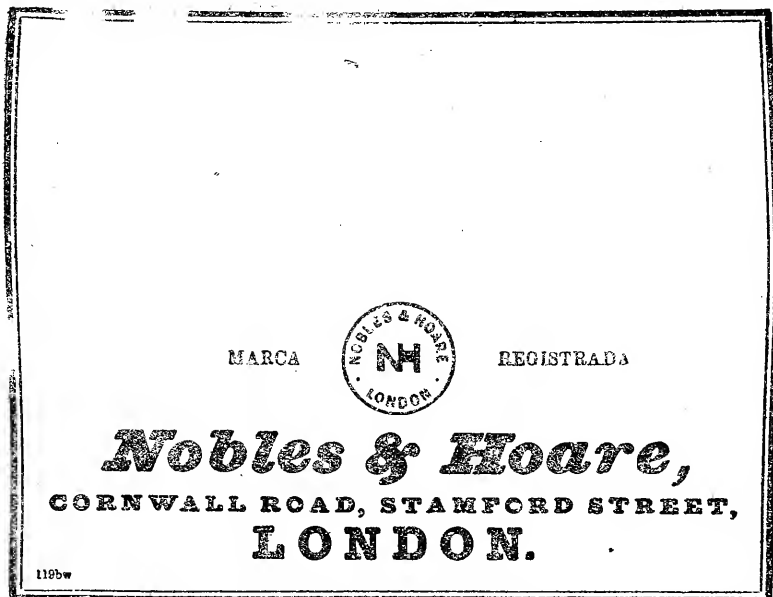 MARCA
NOBLES & HOARE
NH
· LONDON ·
REGISTRADA
Nobles & Hoare,
CORNWALL ROAD, STAMFORD STREET,
LONDON.
119bw